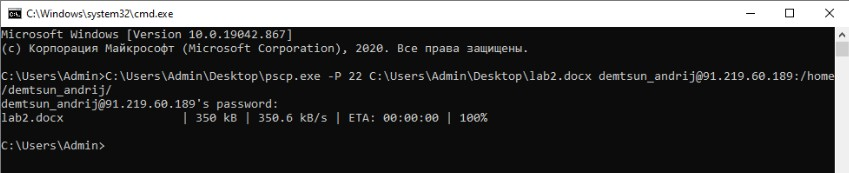 C:\Windows\system32\cmd.exe
Microsoft Windows [Version 10.0.19042.867]
(c) Корпорация Майкрософт (Microsoft Corporation), 2020. Все права защищены.
C:\Users\Admin>C:\Users\Admin\Desktop\pscp.exe -P 22 C:\Users\Admin\Desktop\lab2.docx demtsun_andrij@91.219.60.189:/home
/demtsun_andrij/
demtsun_andrij@91.219.60.189's password:
lab2.docx                 | 350 kB | 350.6 kB/s | ETA: 00:00:00 | 100%
C:\Users\Admin>